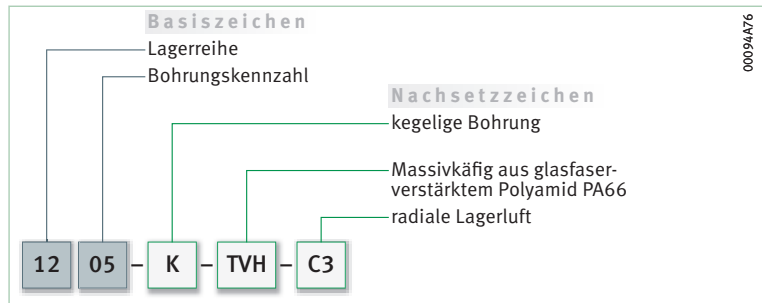 Basiszeichen
Lagerreihe
Bohrungskennzahl
Nachsetzzeichen
kegelige Bohrung
Massivkäfig aus glasfaser-
verstärktem Polyamid PA66
radiale Lagerluft
12 05 – K – TVH – C3
00094A76